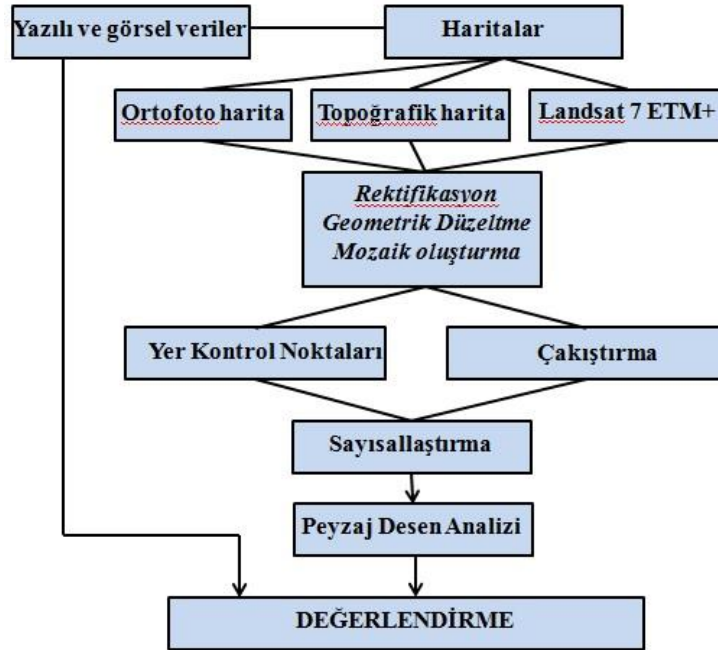 Yazılı ve görsel veriler
Haritalar
Ortofoto harita
Topoğrafik harita
Landsat 7 ETM+
Rektifikasyon
Geometrik Düzeltme
Mozaik oluşturma
Yer Kontrol Noktaları
Çakıştırma
Sayısallaştırma
Peyzaj Desen Analizi
DEĞERLENDİRME